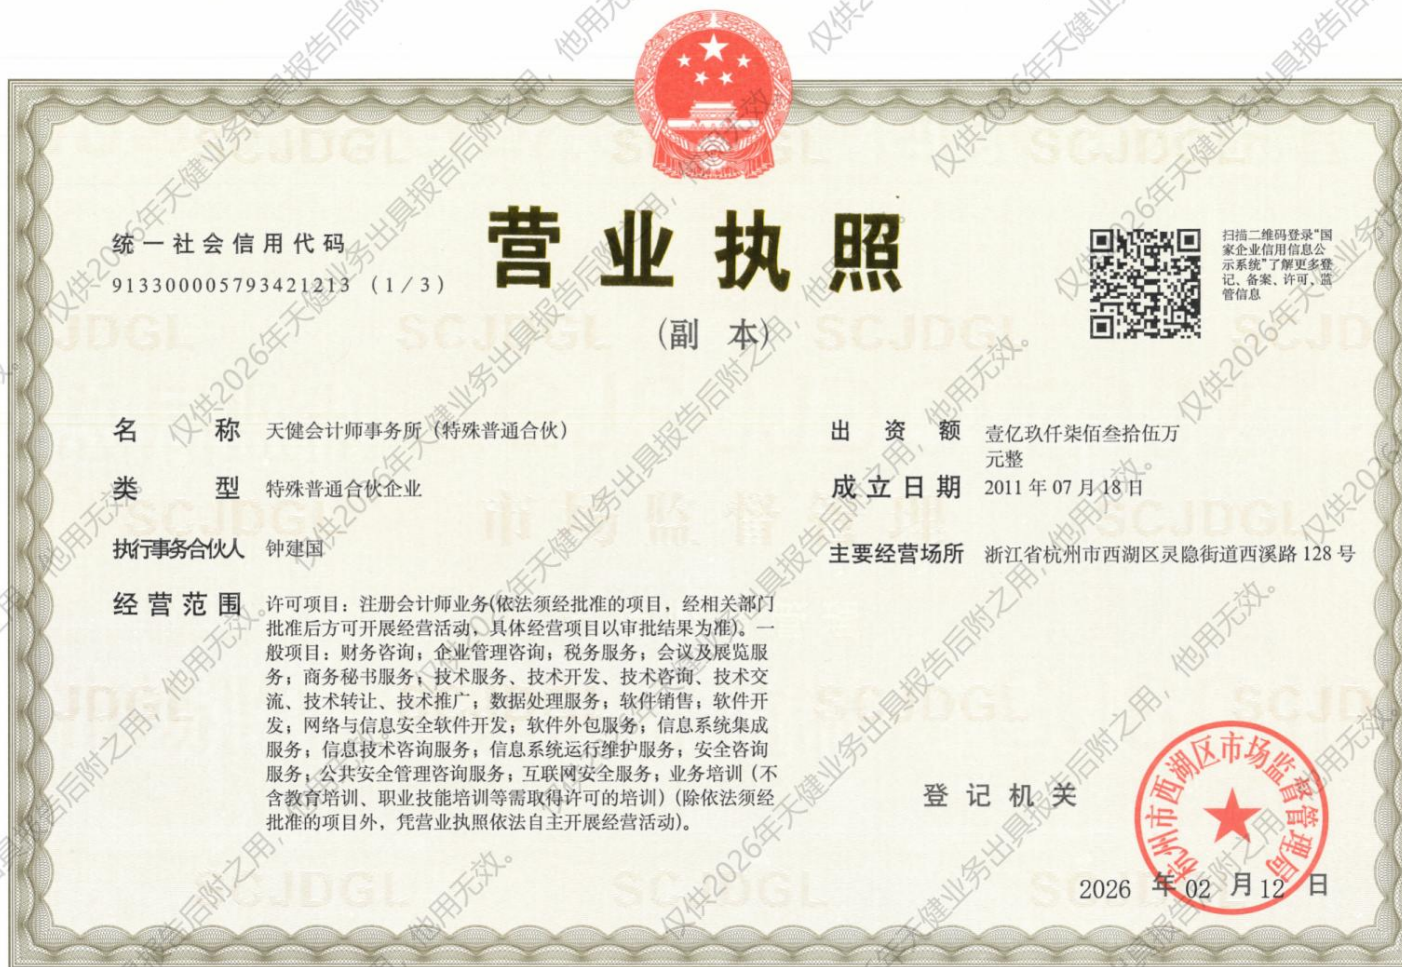 营业执照
(副 本)
统一社会信用代码
913300005793421213 (1/3)
扫描二维码登录“国
家企业信用信息公
示系统”了解更多登
记、备案、许可、监
管信息
名 称 天健会计师事务所（特殊普通合伙）
类 型 特殊普通合伙企业
执行事务合伙人 钟建国
经营范围 许可项目：注册会计师业务(依法须经批准的项目，经相关部门
批准后方可开展经营活动，具体经营项目以审批结果为准)。一
般项目：财务咨询；企业管理咨询；税务服务；会议及展览服
务；商务秘书服务；技术服务、技术开发、技术咨询、技术交
流、技术转让、技术推广；数据处理服务；软件销售；软件开
发；网络与信息安全软件开发；软件外包服务；信息系统集成
服务；信息技术咨询服务；信息系统运行维护服务；安全咨询
服务；公共安全管理咨询服务；互联网安全服务；业务培训（不
含教育培训、职业技能培训等需取得许可的培训）（除依法须经
批准的项目外，凭营业执照依法自主开展经营活动)。
出 资 额 壹亿玖仟柒佰叁拾伍万
元整
成立日期 2011 年 07 月 18 日
主要经营场所 浙江省杭州市西湖区灵隐街道西溪路 128 号
登记机关
杭州市西湖区市场监督管理局
2026 年 02 月 12 日
仅供2026年天健业务出具报告后附之用，他用无效。
SCJDGL
市场监督管理